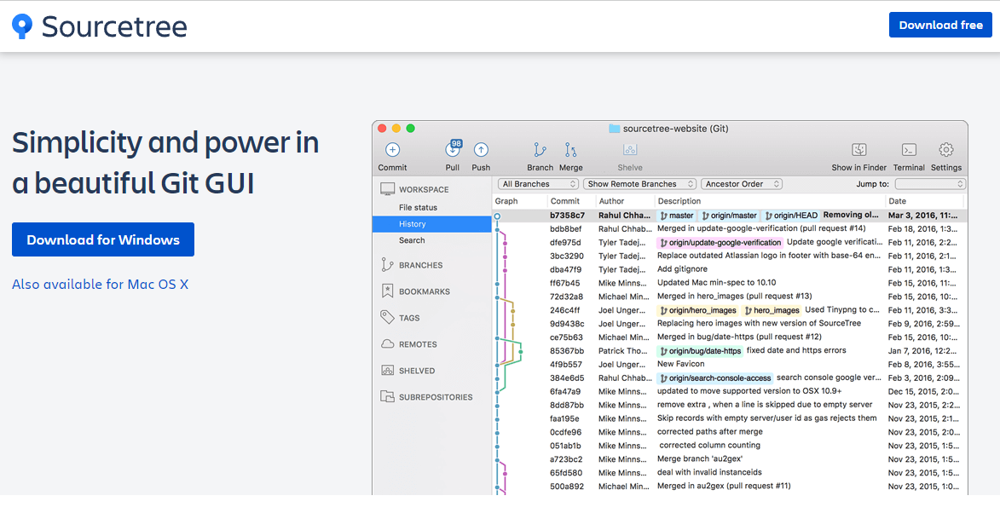 Sourcetree
Download free
Simplicity and power in
a beautiful Git GUI
Download for Windows
Also available for Mac OS X
sourcetree-website (Git)
98
Commit Pull Push Branch Merge Shelve Show in Finder Terminal Settings
All Branches Show Remote Branches Ancestor Order Jump to:
WORKSPACE
File status
History
Search
BRANCHES
BOOKMARKS
TAGS
REMOTES
SHELVED
SUBREPOSITORIES
Graph Commit Author Description Date
b7358c7 Rahul Chha... master origin/master origin/HEAD Removing ol... Mar 3, 2016, 11:...
bdb8bef Rahul Chhab... Merged in update-google-verification (pull request #14) Feb 18, 2016, 1:3...
dfe975d Tyler Tadej... origin/update-google-verification Update google verificati... Feb 11, 2016, 2:2...
3bc3290 Tyler Tadej... Replace outdated Atlassian logo in footer with base-64 en... Feb 11, 2016, 2:1...
dba47f9 Tyler Tadej... Add gitignore Feb 11, 2016, 1:3...
ff67b45 Mike Minns... Updated Mac min-spec to 10.10 Feb 15, 2016, 11:...
72d32a8 Michael Min... Merged in hero_images (pull request #13) Feb 15, 2016, 10:...
246c4ff Joel Unger... origin/hero_images hero_images Used Tinypng to c... Feb 11, 2016, 3:3...
9d9438c Joel Unger... Replacing hero images with new version of SourceTree Feb 9, 2016, 2:59...
ce75b63 Michael Min... Merged in bug/date-https (pull request #12) Feb 15, 2016, 10:...
85367bb Patrick Tho... origin/bug/date-https fixed date and https errors Jan 7, 2016, 12:2...
4f9b557 Joel Unger... New Favicon Feb 8, 2016, 3:55...
384e6d5 Rahul Chhab... origin/search-console-access search console google ver... Feb 3, 2016, 2:09...
6fa47a9 Mike Minns... updated to move supported version to OSX 10.9+ Dec 15, 2015, 2:0...
8dd87bb Mike Minns... remove extra , when a line is skipped due to empty server Nov 23, 2015, 2:2...
faa195e Mike Minns... Skip records with empty server/user id as gas rejects them Nov 23, 2015, 2:1...
0cdfe96 Mike Minns... corrected paths after merge Nov 23, 2015, 2:0...
051ab1b Mike Minns... corrected column counting Nov 23, 2015, 1:5...
a723bc2 Mike Minns... Merge branch 'au2gex' Nov 23, 2015, 1:5...
65fd580 Mike Minns... deal with invalid instanceids Nov 23, 2015, 1:5...
500a892 Michael Min... Merged in au2gex (pull request #11) Nov 23, 2015, 1:0...